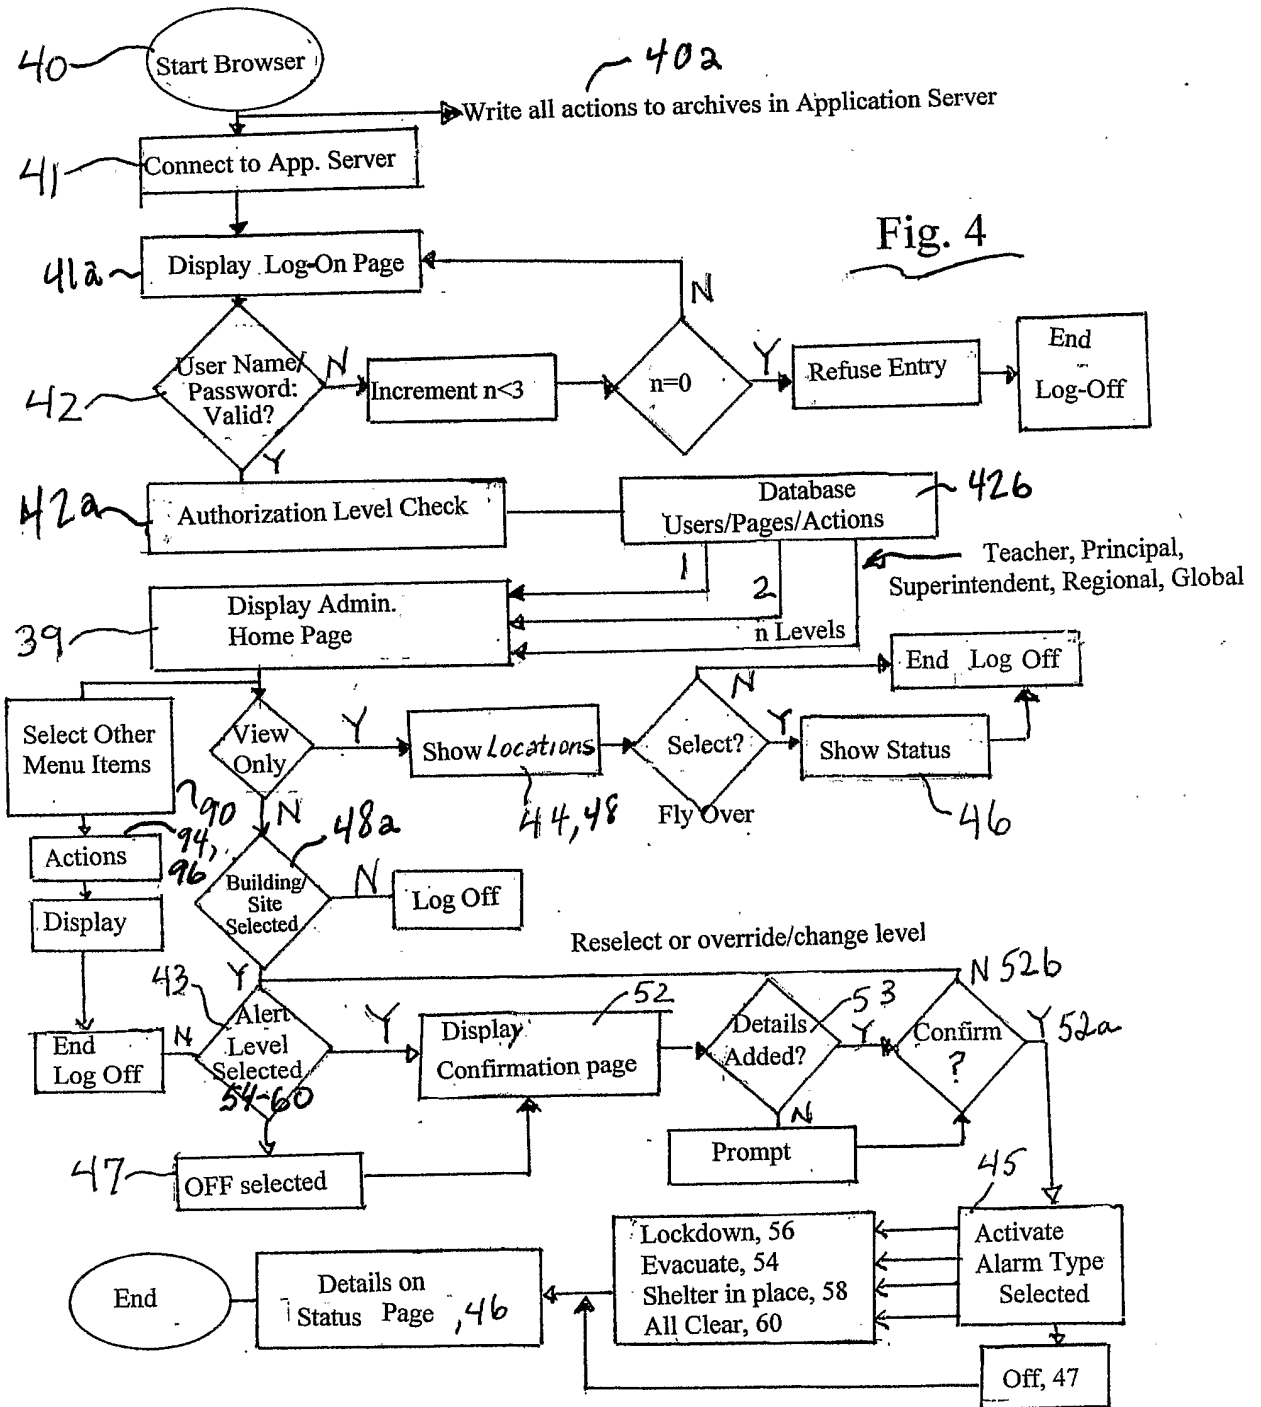 40
Start Browser
40a
Write all actions to archives in Application Server
41
Connect to App. Server
Fig. 4
41a
Display Log-On Page
N
42
User Name/
Password:
Valid?
N
Increment n<3
n=0
Y
Refuse Entry
End
Log-Off
Y
42a
Authorization Level Check
Database
Users/Pages/Actions
42b
Teacher, Principal,
Superintendent, Regional, Global
1
2
n Levels
39
Display Admin.
Home Page
End Log Off
Select Other
Menu Items
90
View
Only
Y
Show Locations
44, 48
Select?
Fly Over
N
Y
Show Status
46
N
94,
96
Actions
Display
48a
Building/
Site
Selected
N
Log Off
Reselect or override/change level
Y
43
Alert
Level
Selected
54-60
N
End
Log Off
Y
Display
Confirmation page
52
Details
Added?
53
Y
Confirm
?
N 52b
Y 52a
N
Prompt
47
OFF selected
45
Activate
Alarm Type
Selected
Lockdown, 56
Evacuate, 54
Shelter in place, 58
All Clear, 60
Off, 47
Details on
Status Page ,46
End